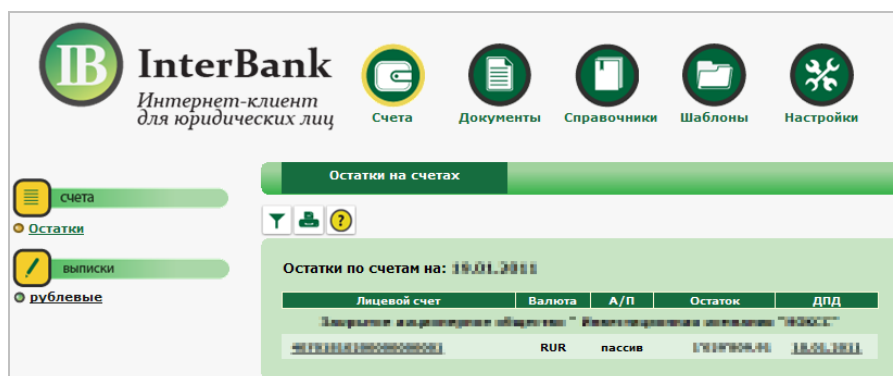 IB InterBank
Интернет-клиент
для юридических лиц
Счета Документы Справочники Шаблоны Настройки
Остатки на счетах
счета
Остатки
?
выписки
Остатки по счетам на:
рублевые
Лицевой счет Валюта А/П Остаток ДПД
RUR пассив